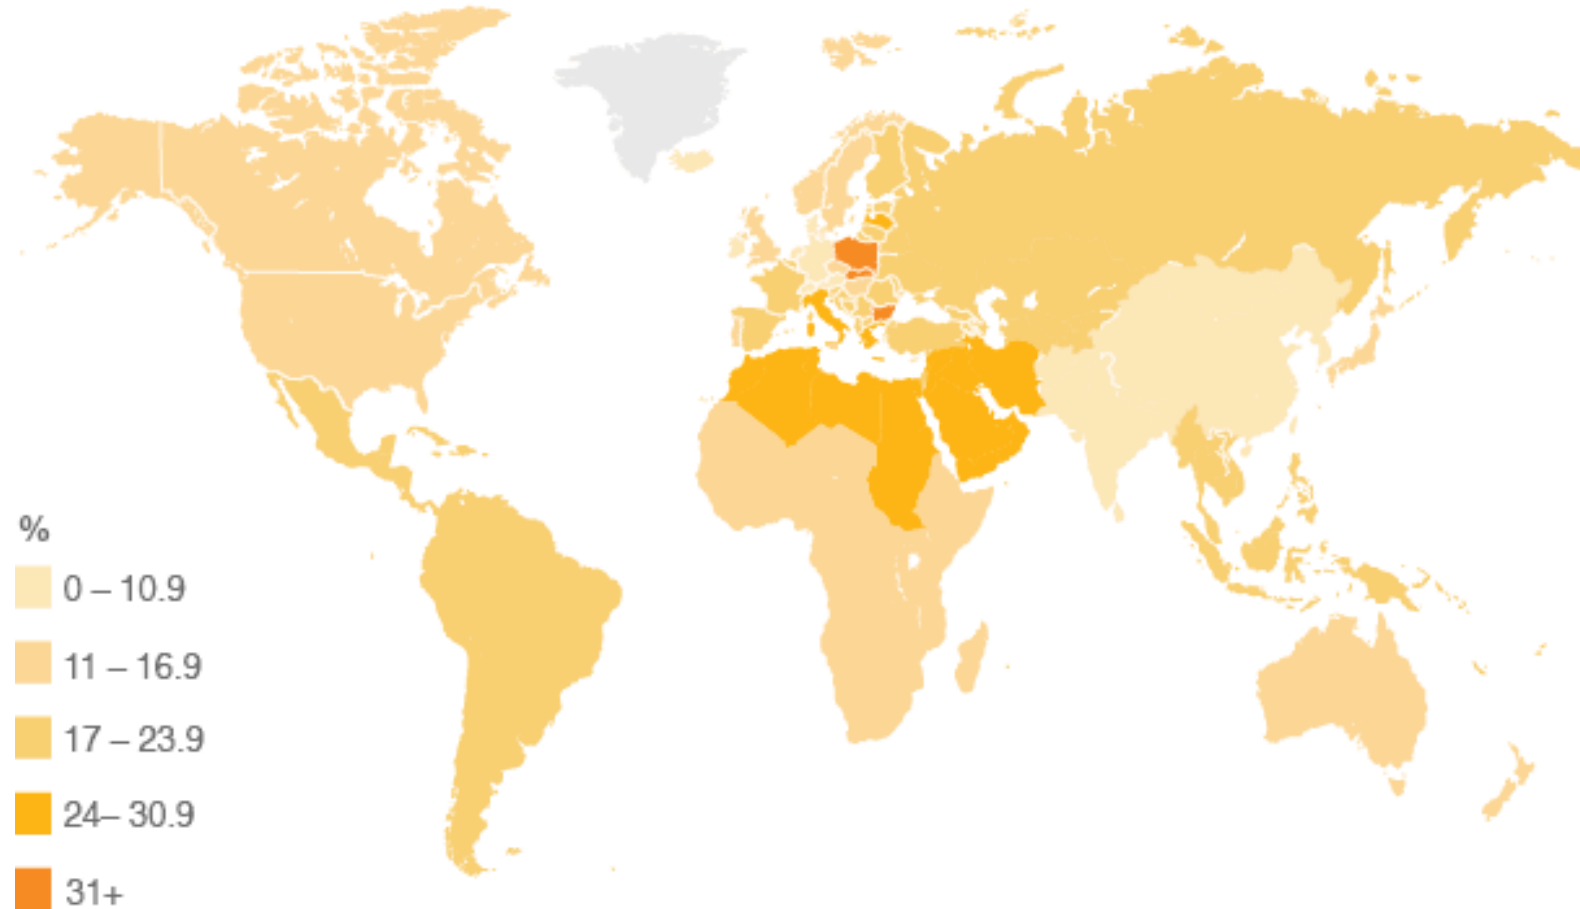 %
0 – 10.9
11 – 16.9
17 – 23.9
24– 30.9
31+